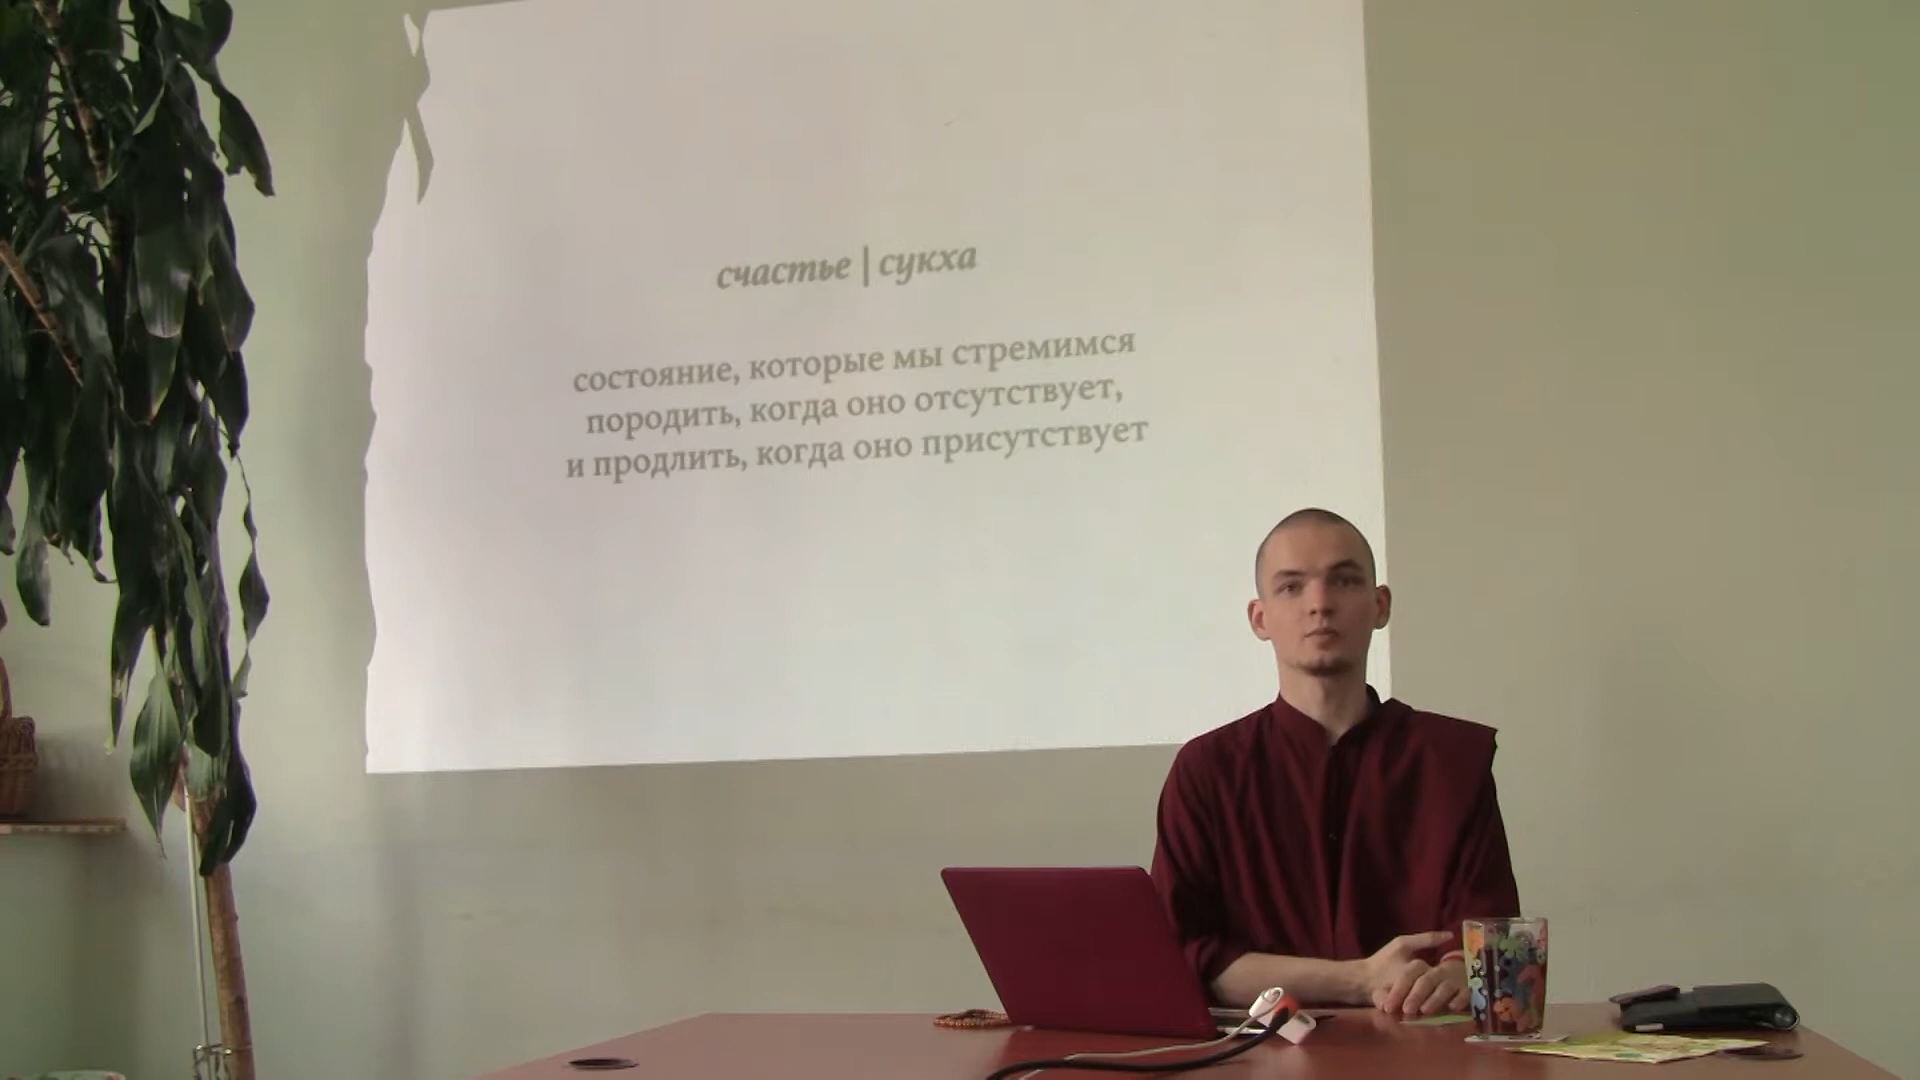 счастье | сукха
состояние, которые мы стремимся
породить, когда оно отсутствует,
и продлить, когда оно присутствует